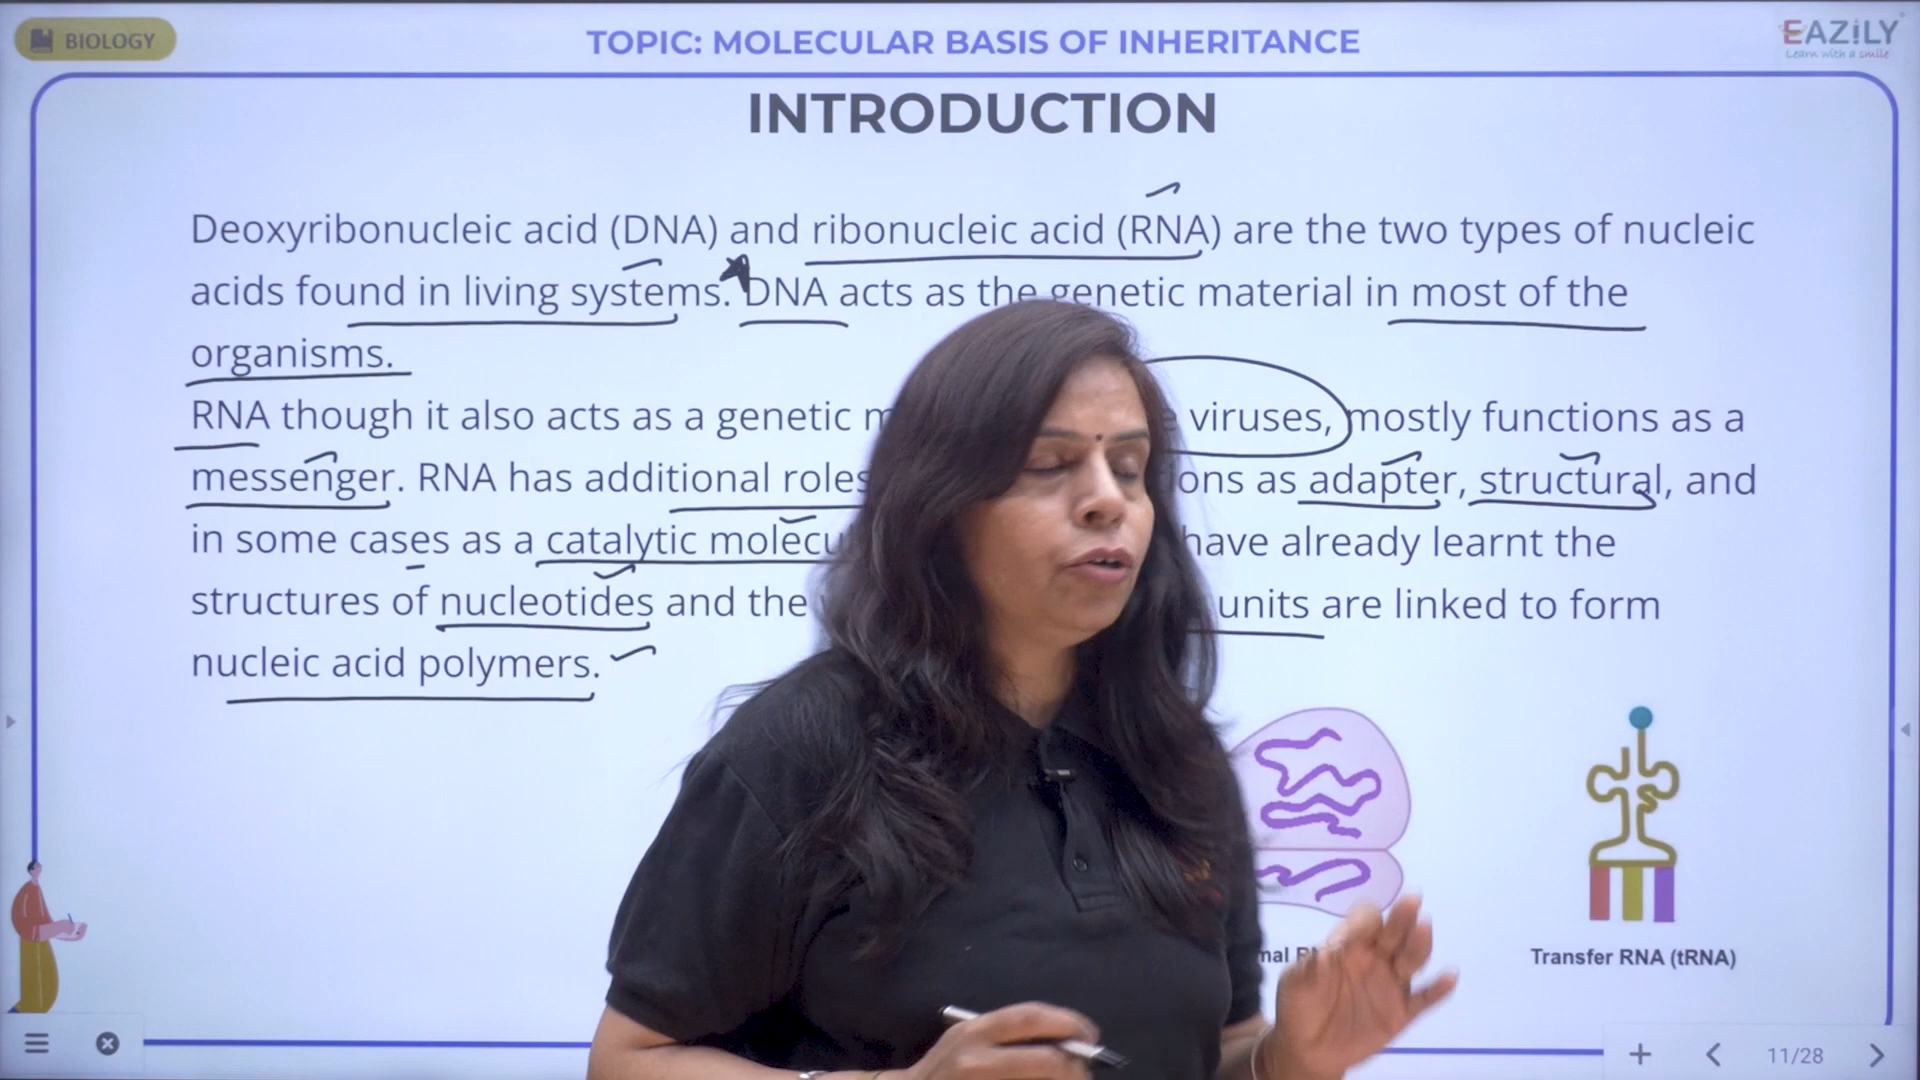 BIOLOGY
TOPIC: MOLECULAR BASIS OF INHERITANCE
EAZiLY
Learn with a smile
INTRODUCTION
Deoxyribonucleic acid (DNA) and ribonucleic acid (RNA) are the two types of nucleic
acids found in living systems. DNA acts as the genetic material in most of the
organisms.
RNA though it also acts as a genetic viruses, mostly functions as a
messenger. RNA has additional roles as adapter, structural, and
in some cases as a catalytic have already learnt the
structures of nucleotides and the units are linked to form
nucleic acid polymers.
Transfer RNA (tRNA)
11/28